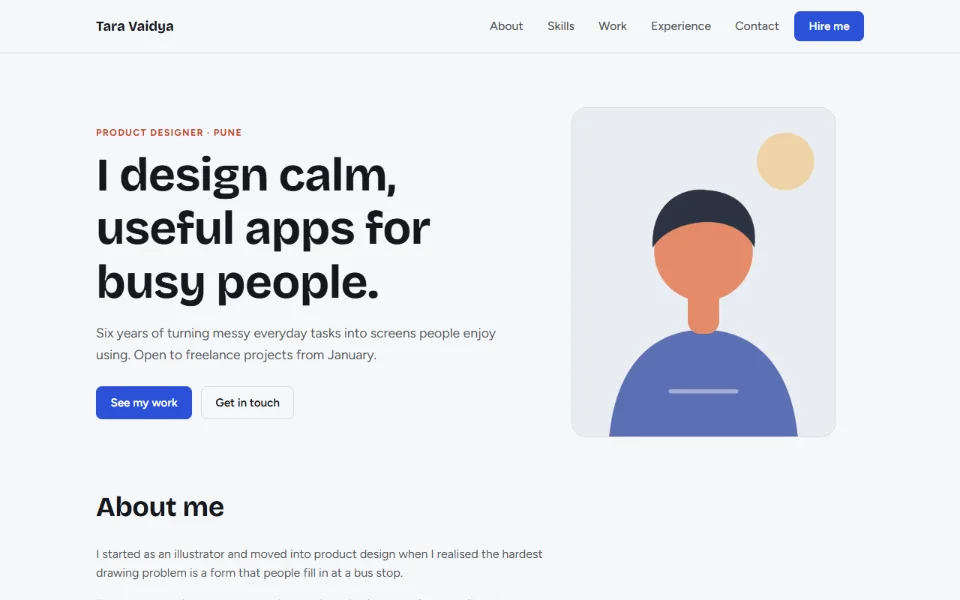 Tara Vaidya
About
Skills
Work
Experience
Contact
Hire me
PRODUCT DESIGNER · PUNE
I design calm,
useful apps for
busy people.
Six years of turning messy everyday tasks into screens people enjoy
using. Open to freelance projects from January.
See my work
Get in touch
About me
I started as an illustrator and moved into product design when I realised the hardest
drawing problem is a form that people fill in at a bus stop.